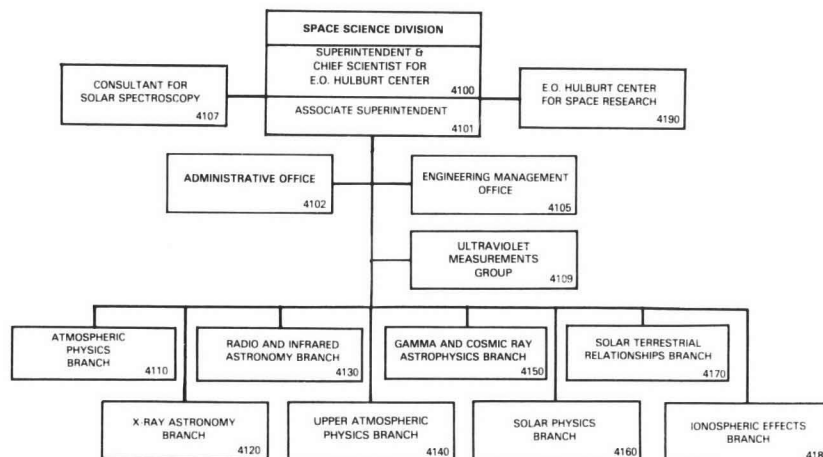 SPACE SCIENCE DIVISION
SUPERINTENDENT &
CHIEF SCIENTIST FOR
E.O. HULBURT CENTER
4100
ASSOCIATE SUPERINTENDENT
4101
CONSULTANT FOR
SOLAR SPECTROSCOPY
4107
E.O. HULBURT CENTER
FOR SPACE RESEARCH
4190
ADMINISTRATIVE OFFICE
4102
ENGINEERING MANAGEMENT
OFFICE
4105
ULTRAVIOLET
MEASUREMENTS
GROUP
4109
ATMOSPHERIC
PHYSICS
BRANCH
4110
RADIO AND INFRARED
ASTRONOMY BRANCH
4130
GAMMA AND COSMIC RAY
ASTROPHYSICS BRANCH
4150
SOLAR TERRESTRIAL
RELATIONSHIPS BRANCH
4170
X-RAY ASTRONOMY
BRANCH
4120
UPPER ATMOSPHERIC
PHYSICS BRANCH
4140
SOLAR PHYSICS
BRANCH
4160
IONOSPHERIC EFFECTS
BRANCH